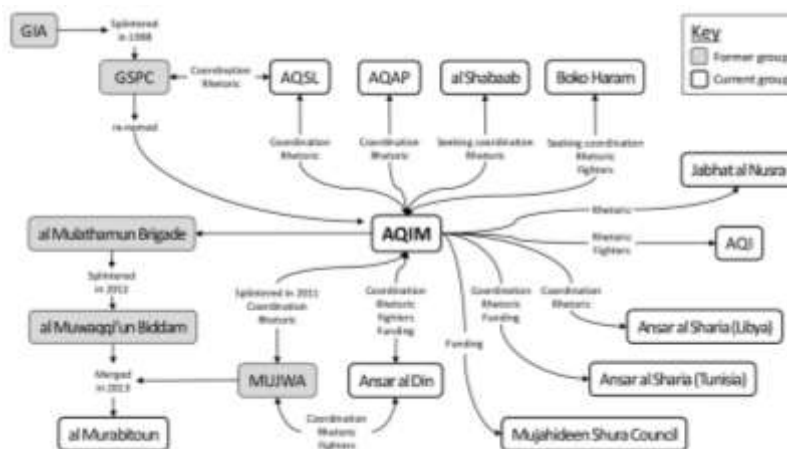 GIA
Splintered
in 1998
Key
Former group
Current group
GSPC
Coordination
Rhetoric
AQSL
AQAP
al Shabaab
Boko Haram
re-named
Coordination
Rhetoric
Coordination
Rhetoric
Seeking coordination
Rhetoric
Seeking coordination
Rhetoric
Fighters
Jabhat al Nusra
Rhetoric
al Mulathamun Brigade
AQIM
Rhetoric
Fighters
AQI
Splintered
in 2012
Splintered in 2011
Coordination
Rhetoric
Coordination
Rhetoric
Fighters
Funding
Coordination
Rhetoric
Funding
Coordination
Rhetoric
al Muwaqqi'un Biddam
Ansar al Sharia (Libya)
Funding
Merged
in 2013
MUJWA
Ansar al Din
Ansar al Sharia (Tunisia)
Coordination
Rhetoric
Fighters
al Murabitoun
Mujahideen Shura Council